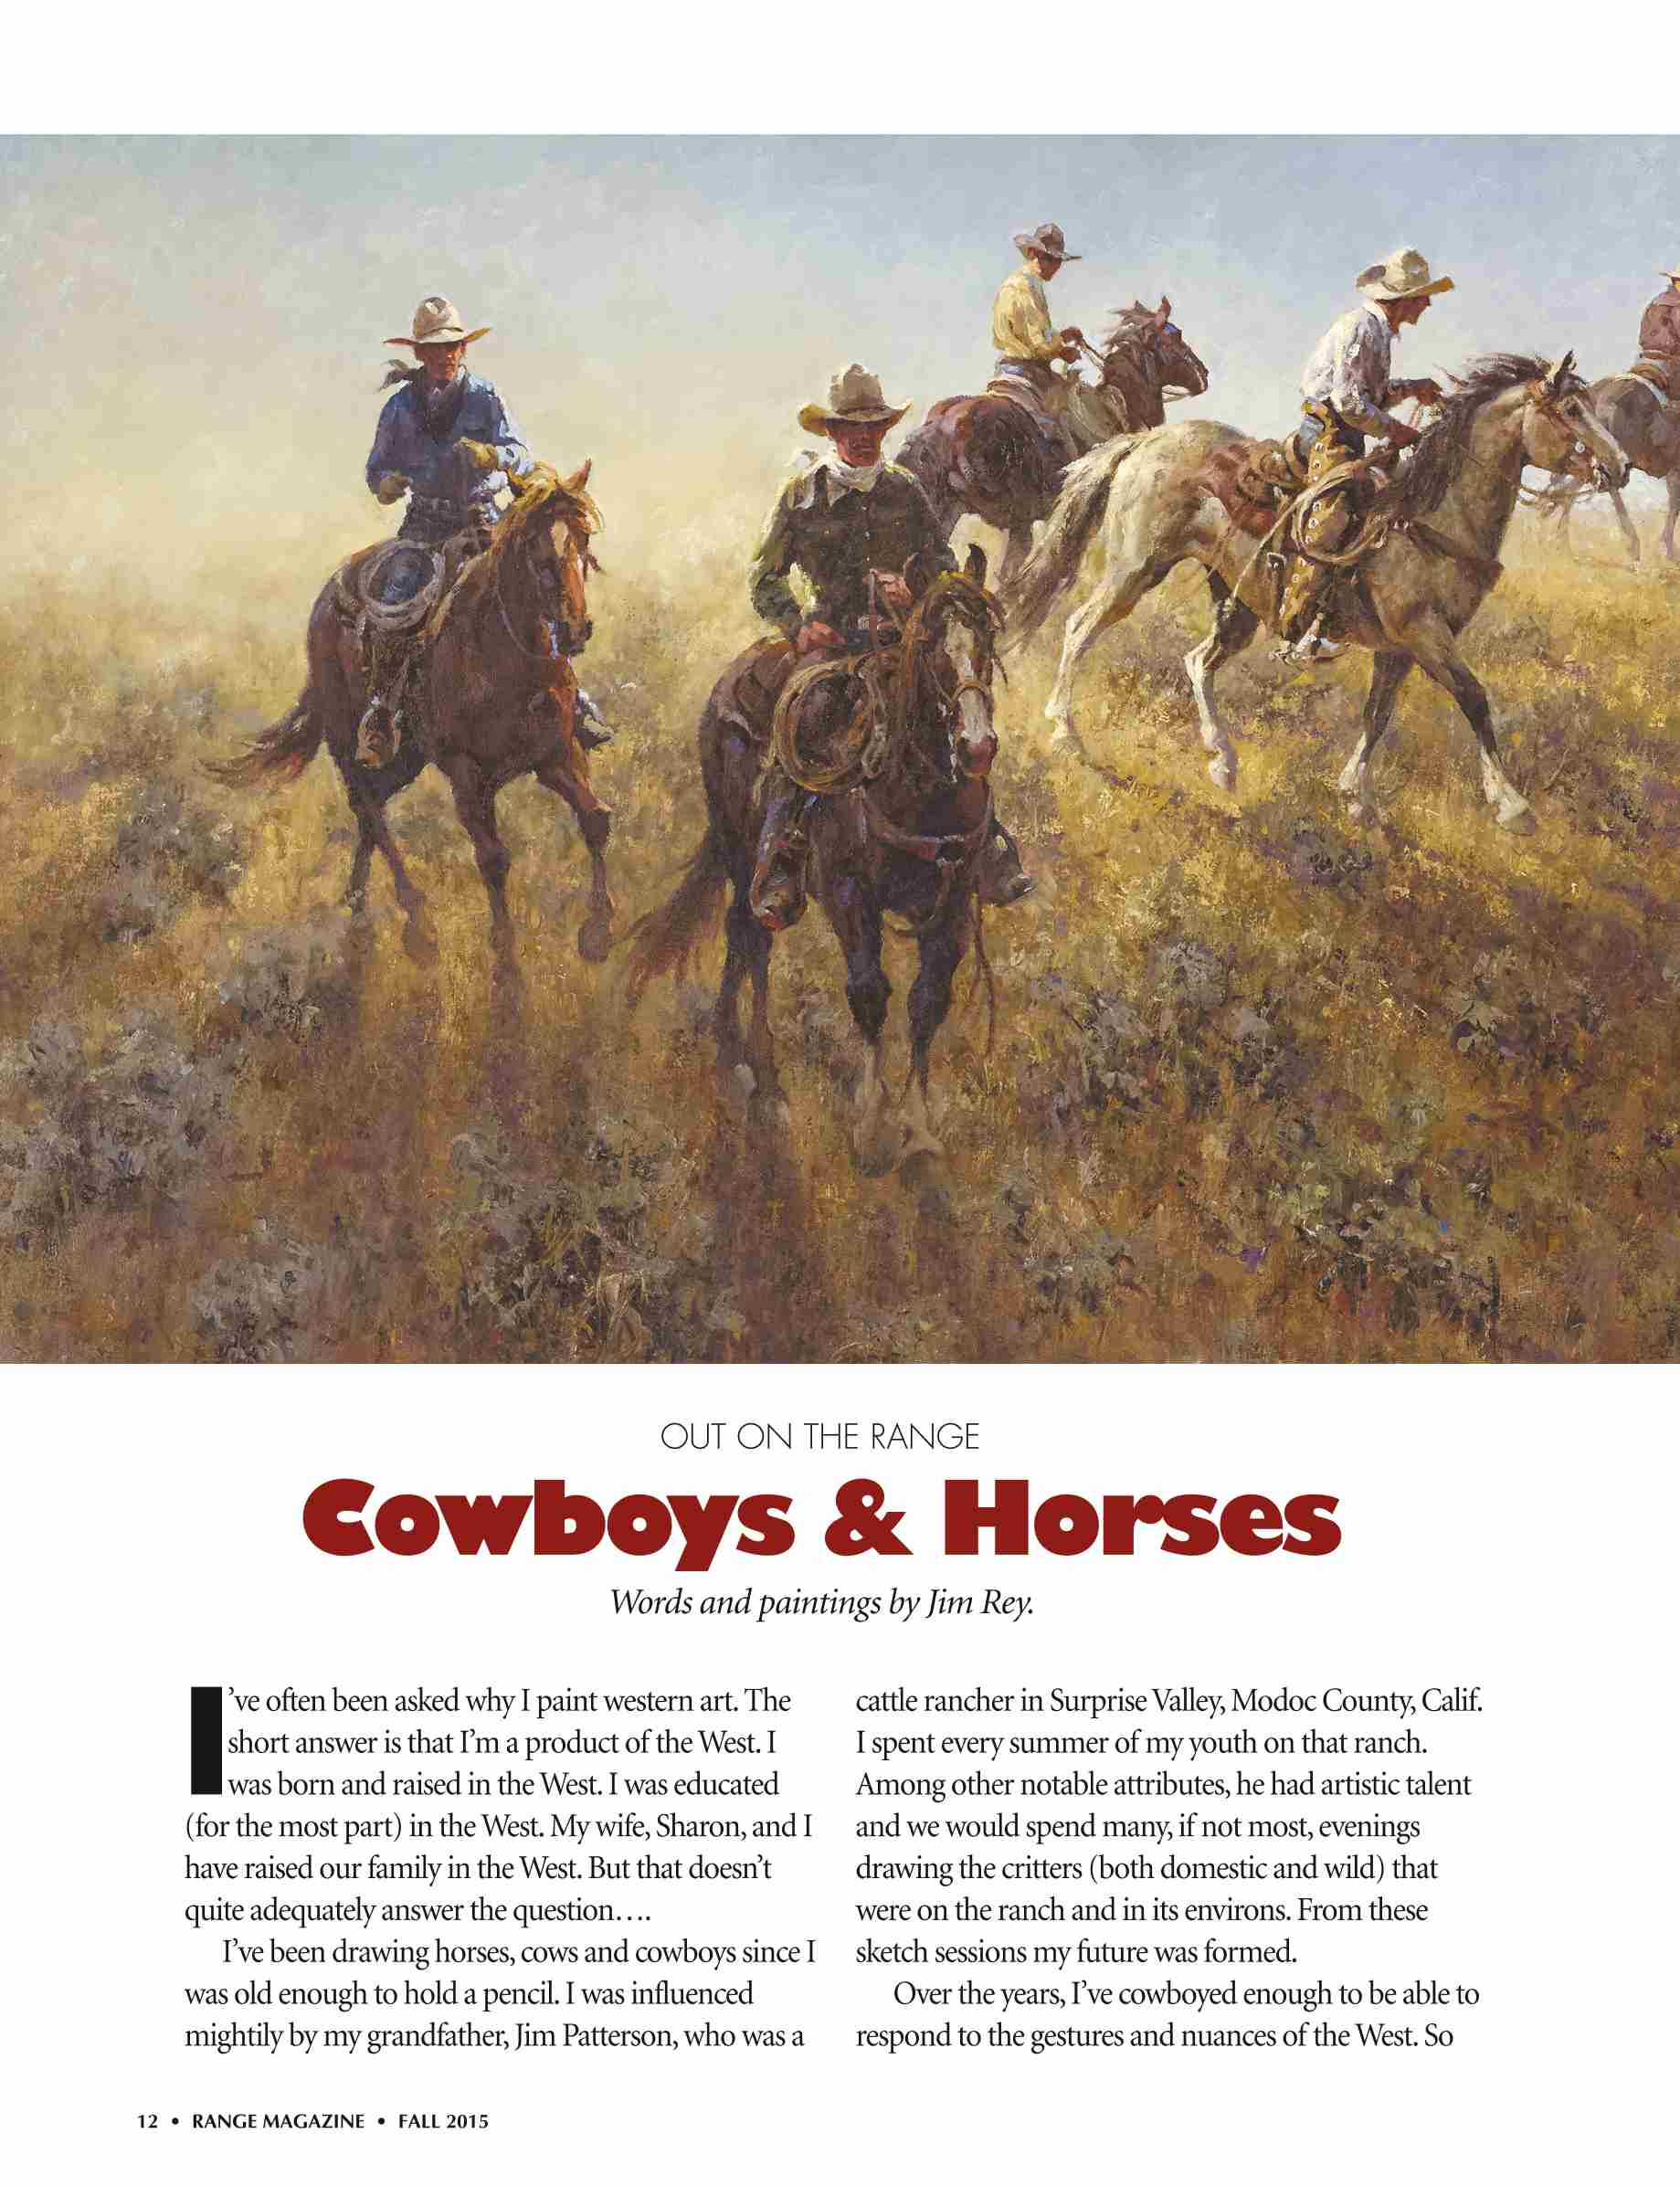 OUT ON THE RANGE
Cowboys & Horses
Words and paintings by Jim Rey.
I’ve often been asked why I paint western art. The
short answer is that I’m a product of the West. I
was born and raised in the West. I was educated
(for the most part) in the West. My wife, Sharon, and I
have raised our family in the West. But that doesn’t
quite adequately answer the question….
I’ve been drawing horses, cows and cowboys since I
was old enough to hold a pencil. I was influenced
mightily by my grandfather, Jim Patterson, who was a
cattle rancher in Surprise Valley, Modoc County, Calif.
I spent every summer of my youth on that ranch.
Among other notable attributes, he had artistic talent
and we would spend many, if not most, evenings
drawing the critters (both domestic and wild) that
were on the ranch and in its environs. From these
sketch sessions my future was formed.
Over the years, I’ve cowboyed enough to be able to
respond to the gestures and nuances of the West. So
12 • RANGE MAGAZINE • FALL 2015